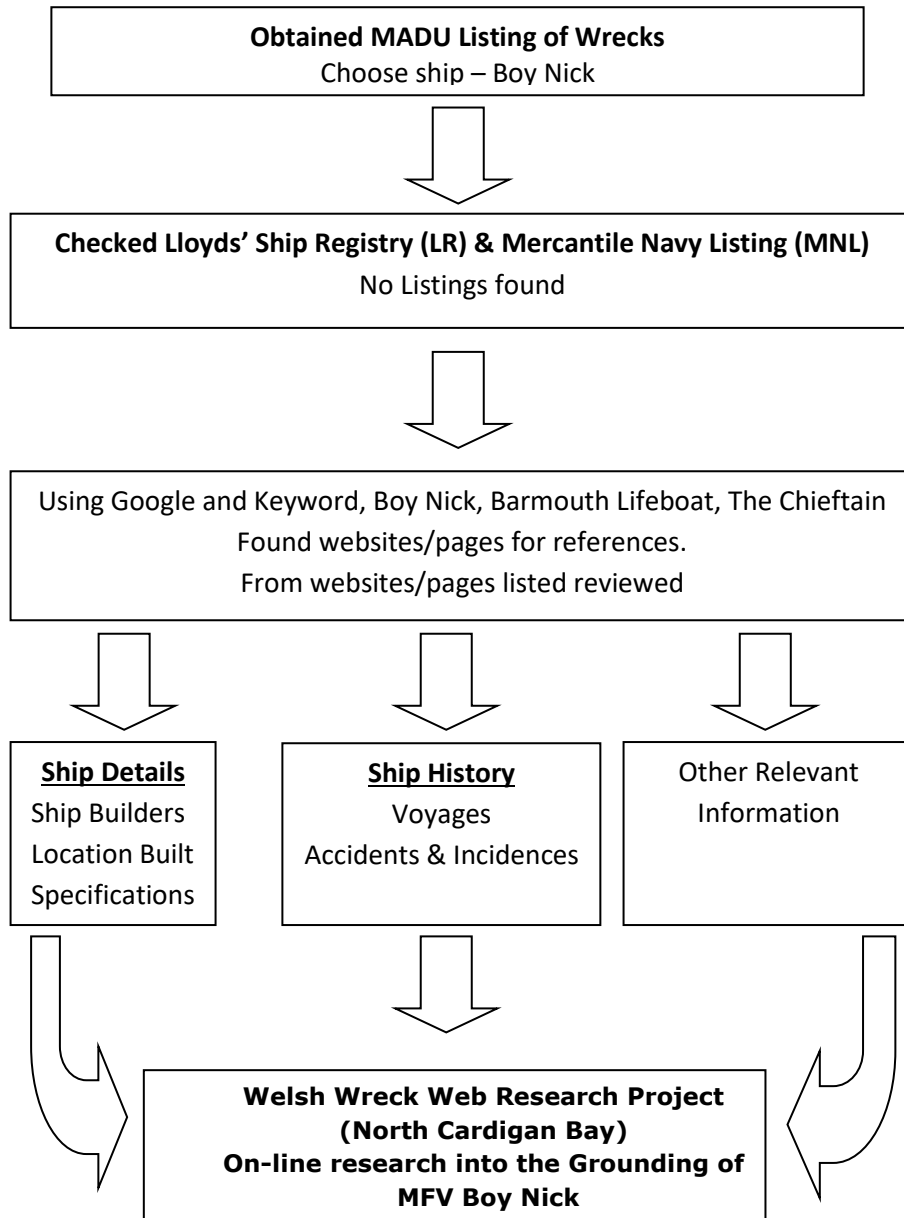 Obtained MADU Listing of Wrecks
Choose ship – Boy Nick
Checked Lloyds’ Ship Registry (LR) & Mercantile Navy Listing (MNL)
No Listings found
Using Google and Keyword, Boy Nick, Barmouth Lifeboat, The Chieftain
Found websites/pages for references.
From websites/pages listed reviewed
Ship Details
Ship Builders
Location Built
Specifications
Ship History
Voyages
Accidents & Incidences
Other Relevant
Information
Welsh Wreck Web Research Project
(North Cardigan Bay)
On-line research into the Grounding of
MFV Boy Nick